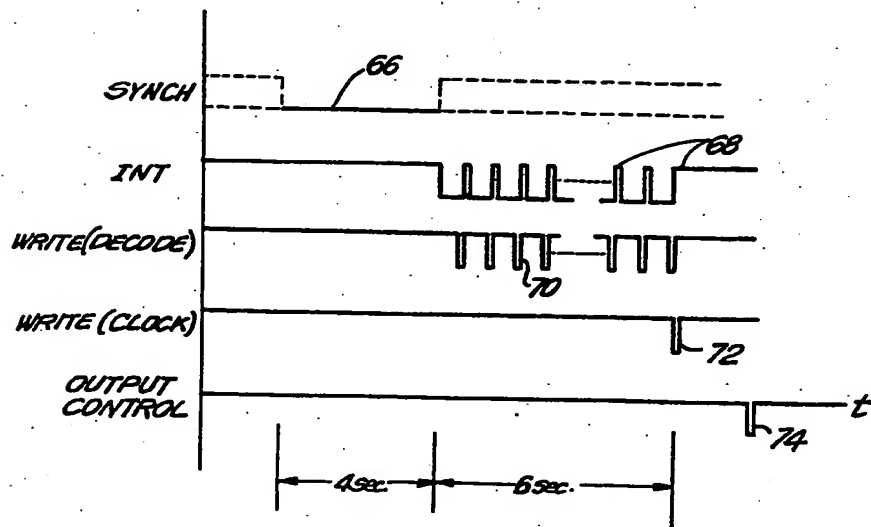 SYNCH
66
INT
68
WRITE(DECODE)
70
WRITE(CLOCK)
72
OUTPUT
CONTROL
t
74
4sec.
6sec.